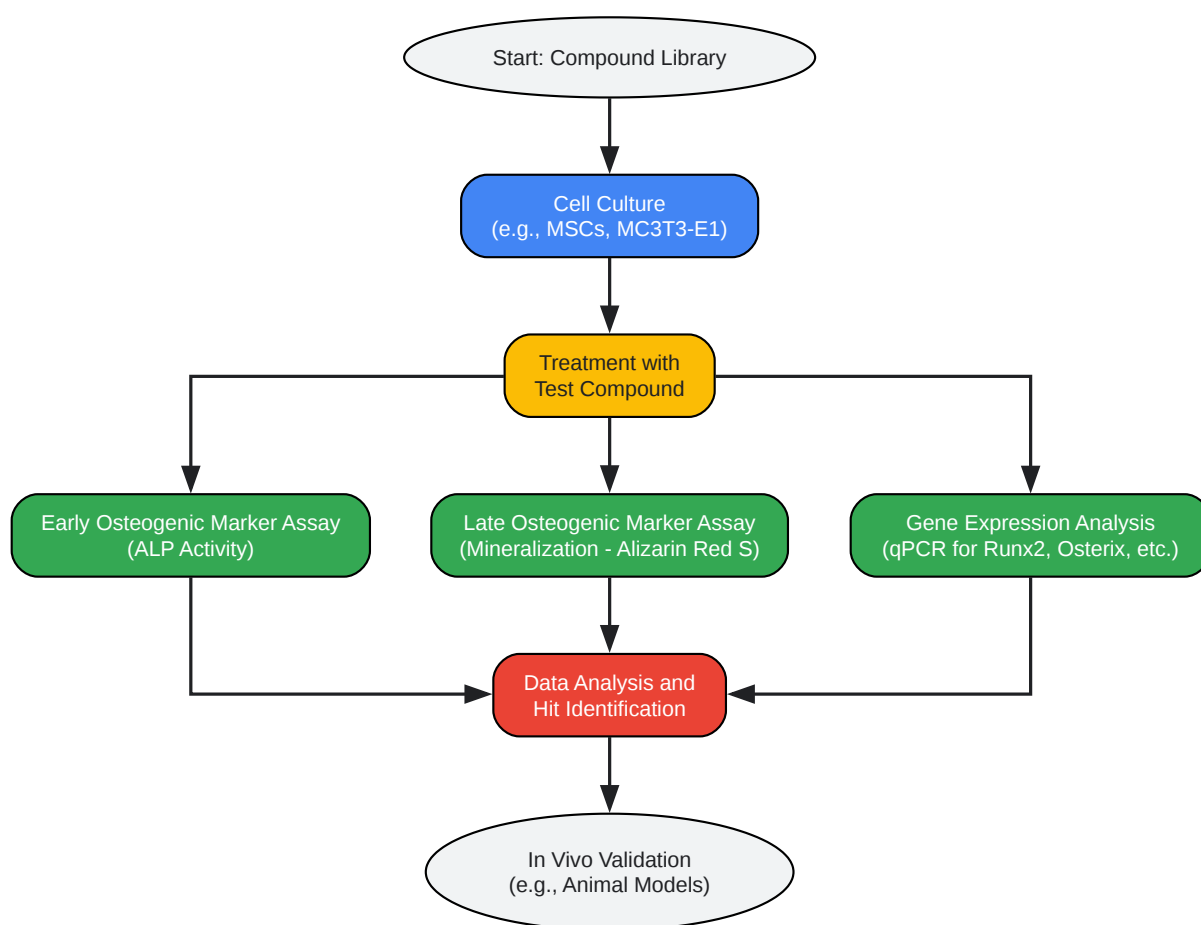 Start: Compound Library
Cell Culture
(e.g., MSCs, MC3T3-E1)
Treatment with
Test Compound
Early Osteogenic Marker Assay
(ALP Activity)
Late Osteogenic Marker Assay
(Mineralization - Alizarin Red S)
Gene Expression Analysis
(qPCR for Runx2, Osterix, etc.)
Data Analysis and
Hit Identification
In Vivo Validation
(e.g., Animal Models)